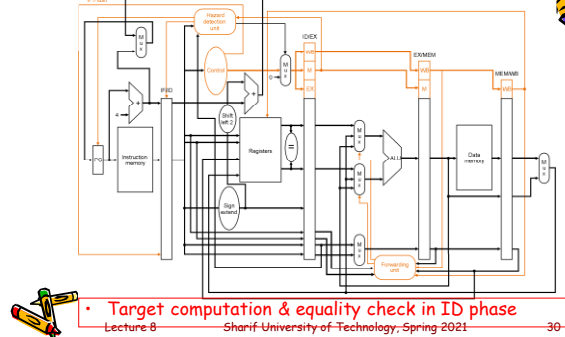 Hazard
detection
unit
ID/EX
M
u
x
WB
EX/MEM
Control
M
u
x
M
WB
MEM/WB
0
IF/ID
EX
M
WB
+
+
4
Shift
left 2
M
u
x
PC
Instruction
memory
Registers
=
ALU
Data
memory
M
u
x
M
u
x
Sign
extend
M
u
x
Forwarding
unit
• Target computation & equality check in ID phase
Lecture 8 Sharif University of Technology, Spring 2021 30